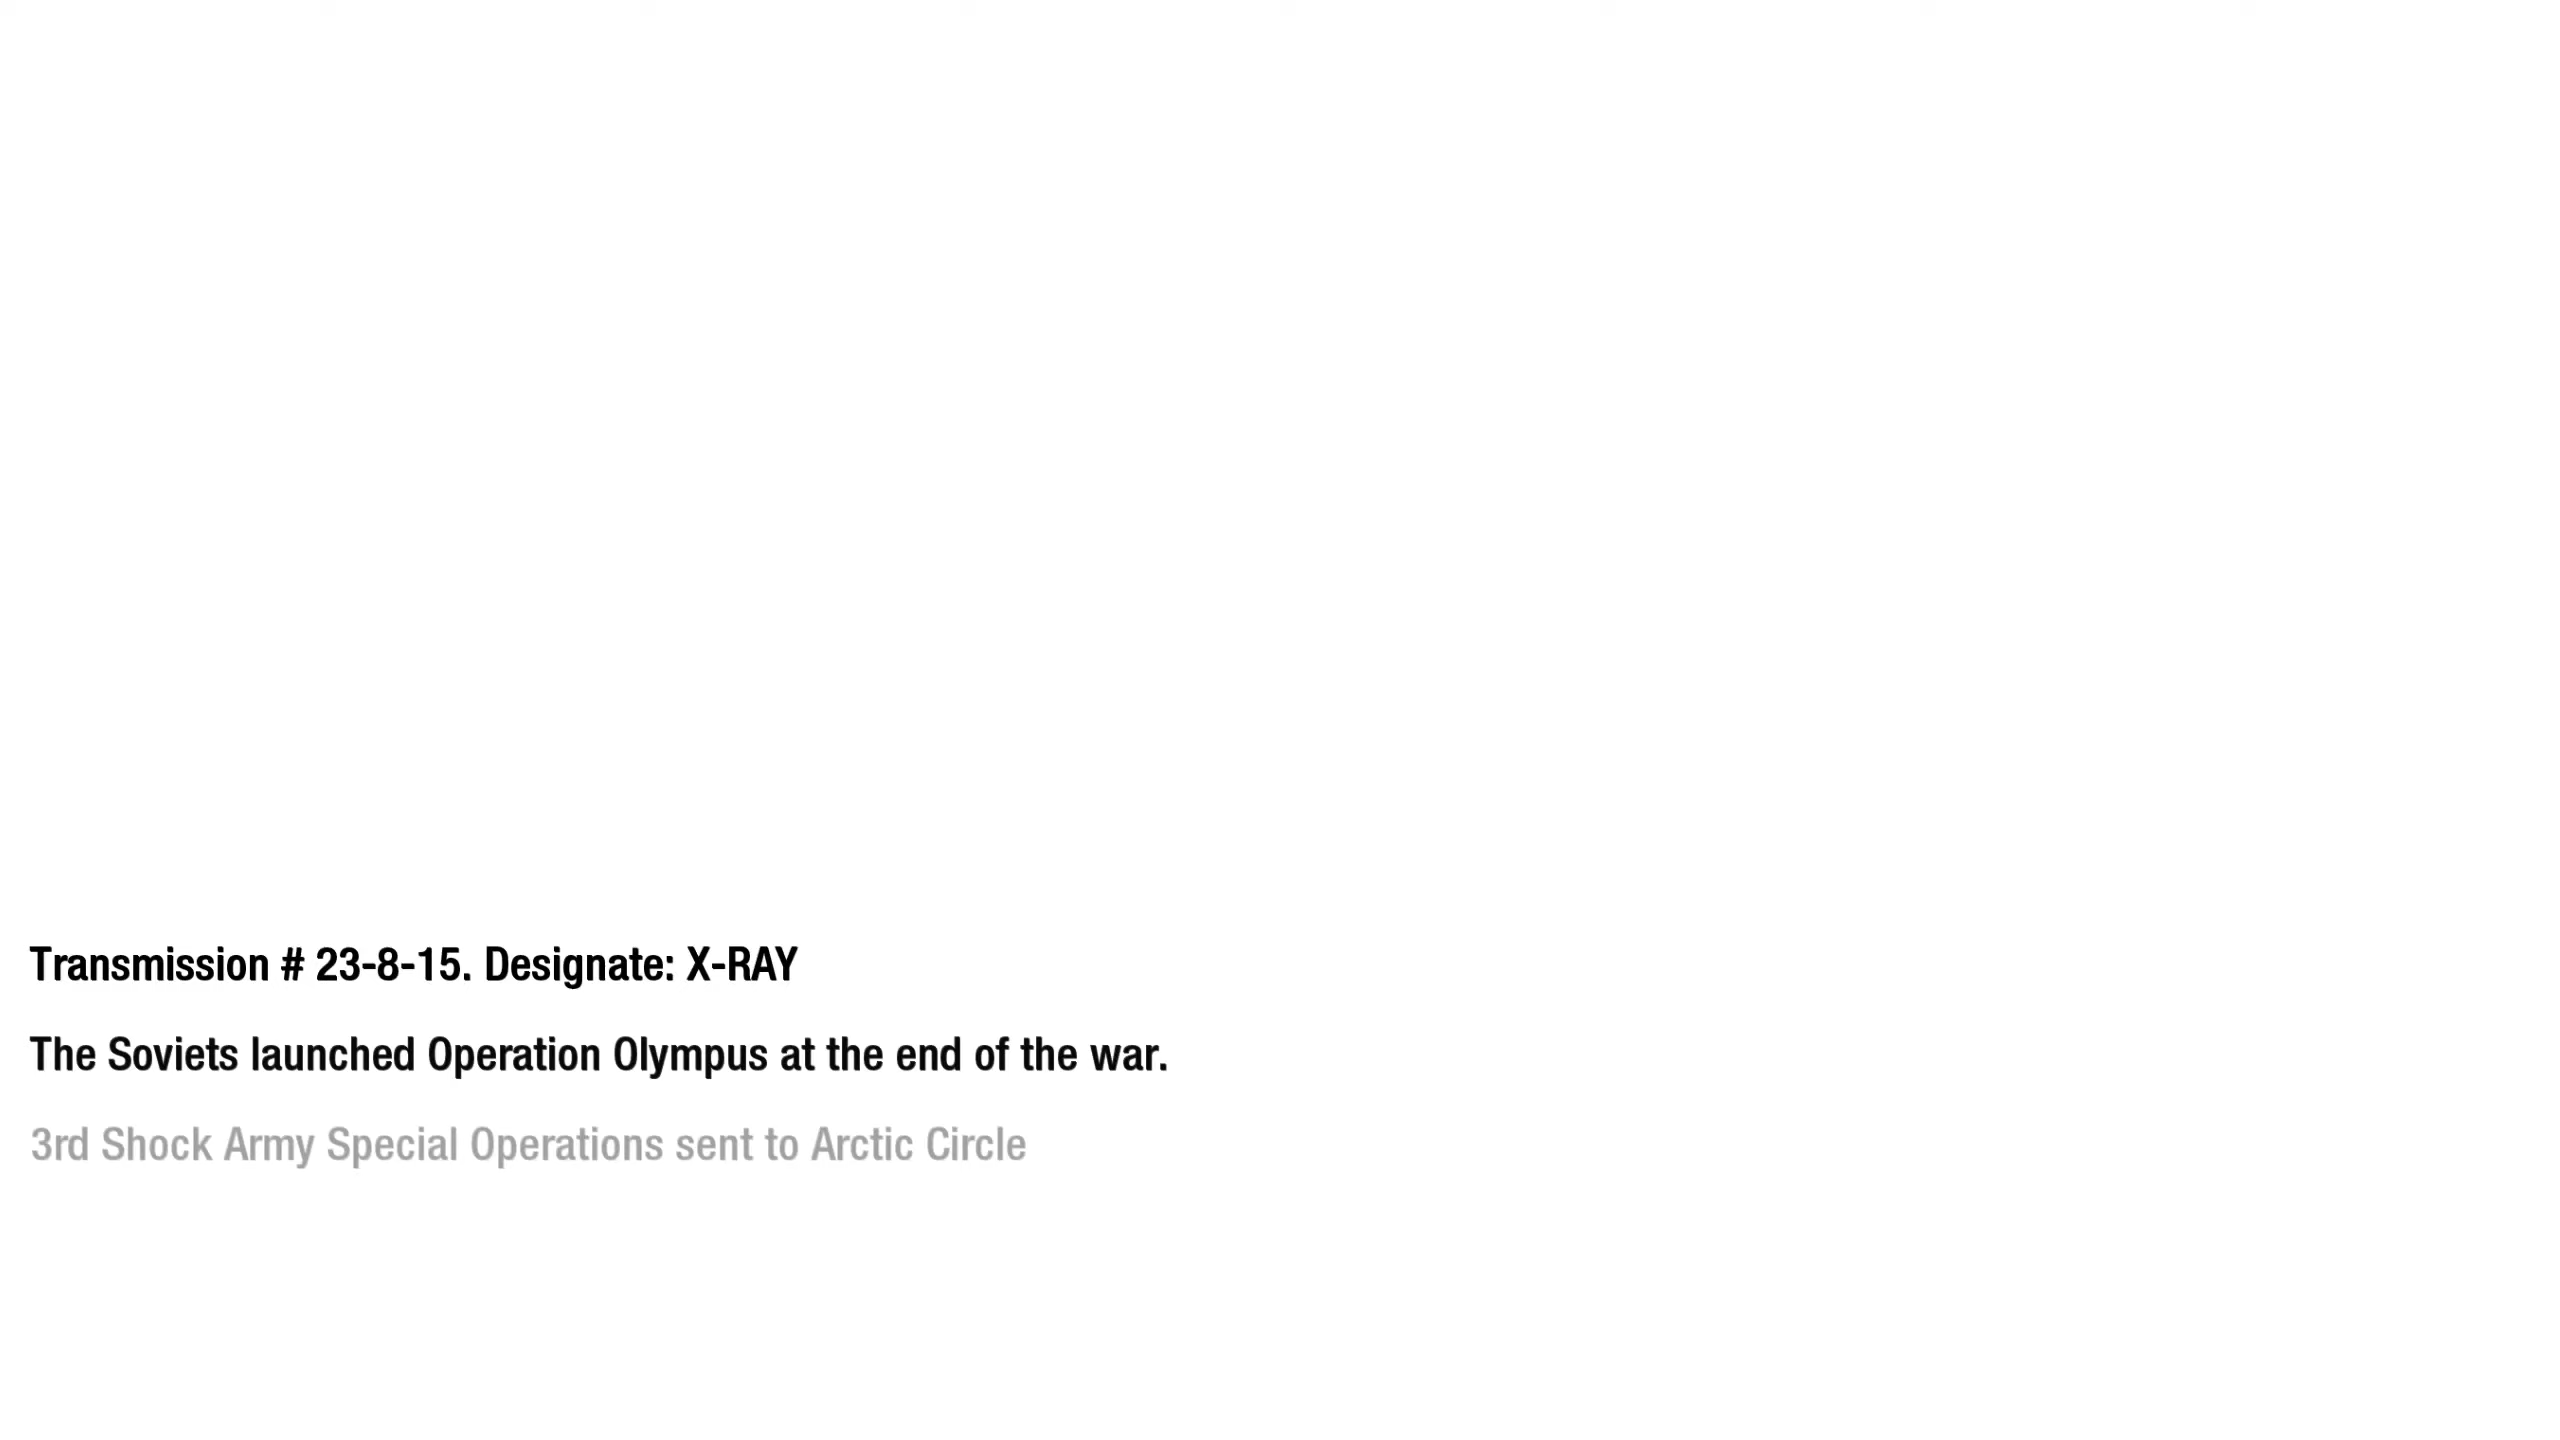 Transmission # 23-8-15. Designate: X-RAY
The Soviets launched Operation Olympus at the end of the war.
3rd Shock Army Special Operations sent to Arctic Circle